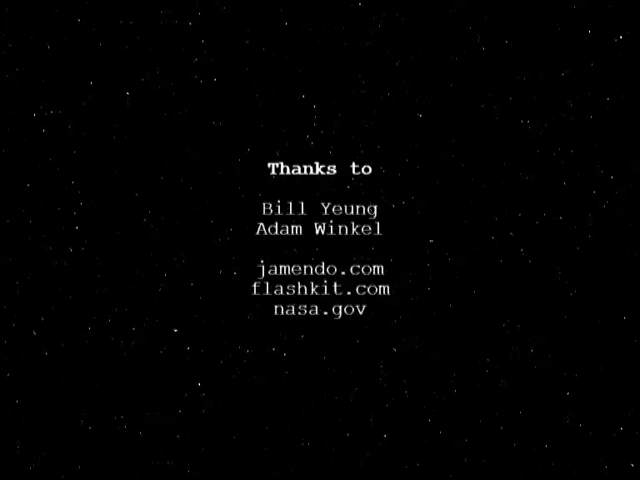 Thanks to
Bill Yeung
Adam Winkel
jamendo.com
flashkit.com
nasa.gov